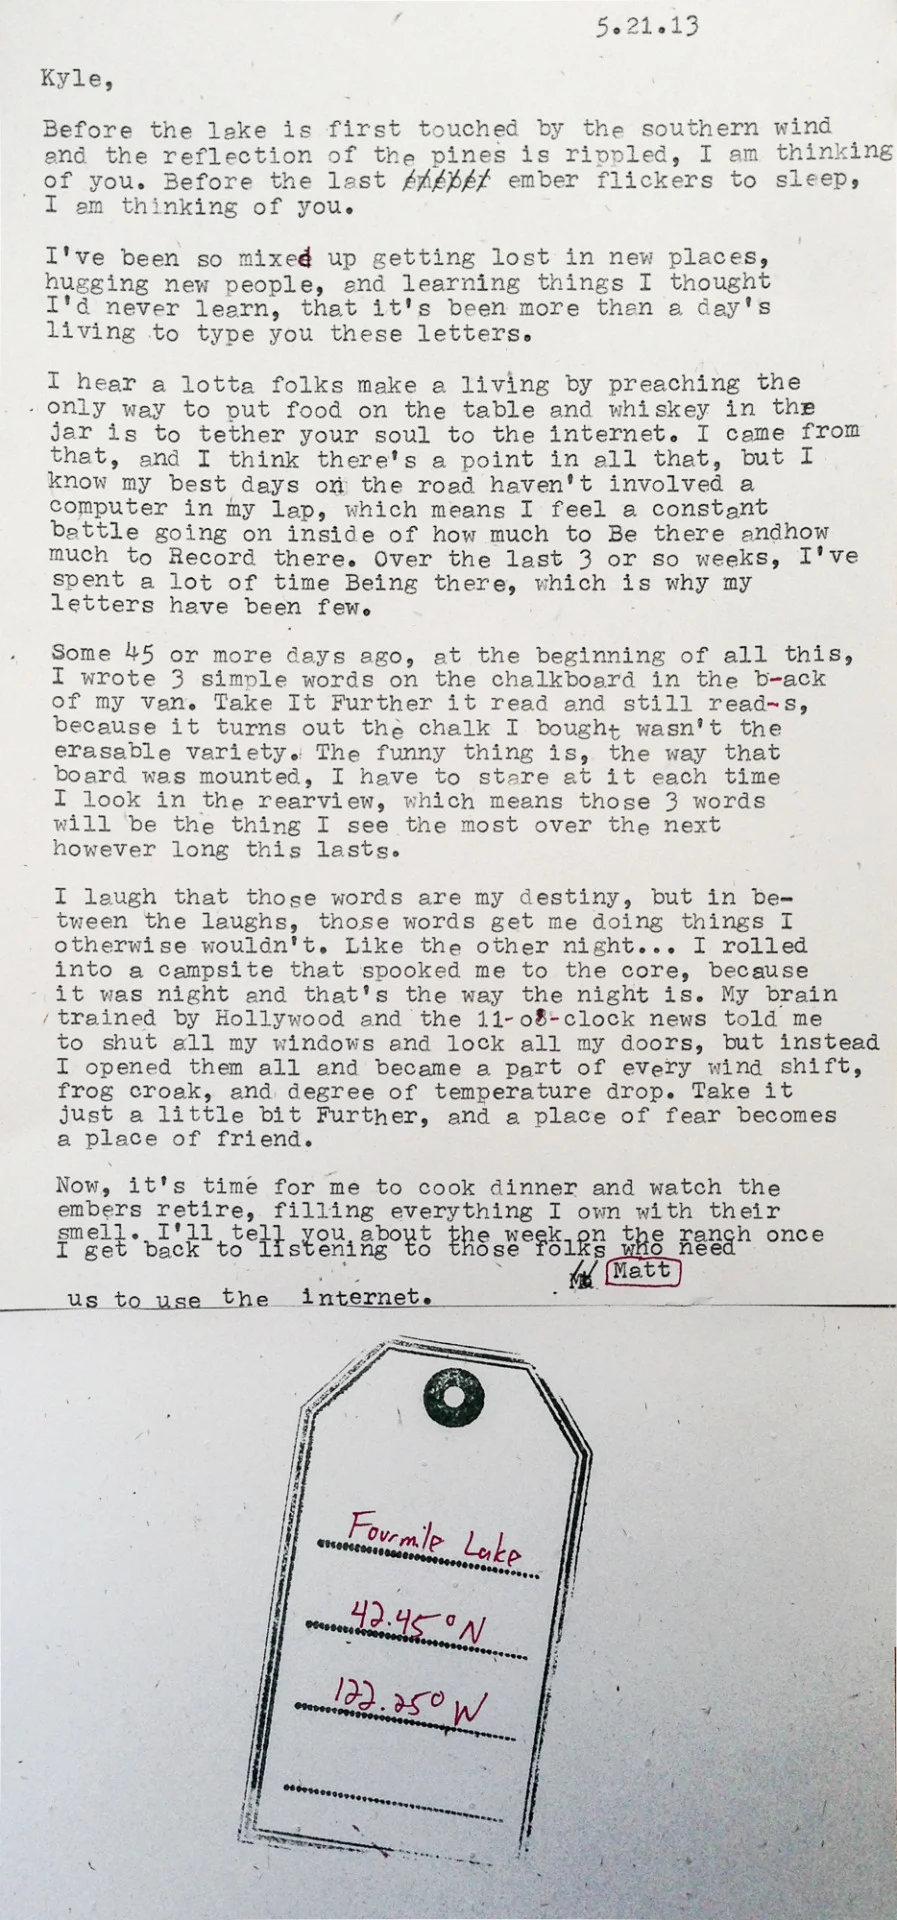 5.21.13
Kyle,
Before the lake is first touched by the southern wind
and the reflection of the pines is rippled, I am thinking
of you. Before the last ember flickers to sleep,
I am thinking of you.
I've been so mixed up getting lost in new places,
hugging new people, and learning things I thought
I'd never learn, that it's been more than a day's
living to type you these letters.
I hear a lotta folks make a living by preaching the
only way to put food on the table and whiskey in the
jar is to tether your soul to the internet. I came from
that, and I think there's a point in all that, but I
know my best days on the road haven't involved a
computer in my lap, which means I feel a constant
battle going on inside of how much to Be there andhow
much to Record there. Over the last 3 or so weeks, I've
spent a lot of time Being there, which is why my
letters have been few.
Some 45 or more days ago, at the beginning of all this,
I wrote 3 simple words on the chalkboard in the b-ack
of my van. Take It Further it read and still read-s,
because it turns out the chalk I bought wasn't the
erasable variety. The funny thing is, the way that
board was mounted, I have to stare at it each time
I look in the rearview, which means those 3 words
will be the thing I see the most over the next
however long this lasts.
I laugh that those words are my destiny, but in be-
tween the laughs, those words get me doing things I
otherwise wouldn't. Like the other night... I rolled
into a campsite that spooked me to the core, because
it was night and that's the way the night is. My brain
trained by Hollywood and the 11-o8-clock news told me
to shut all my windows and lock all my doors, but instead
I opened them all and became a part of every wind shift,
frog croak, and degree of temperature drop. Take it
just a little bit Further, and a place of fear becomes
a place of friend.
Now, it's time for me to cook dinner and watch the
embers retire, filling everything I own with their
smell. I'll tell you about the week on the ranch once
I get back to listening to those folks who need
Matt
us to use the internet.
Fourmile Lake
42.45°N
122.25° W